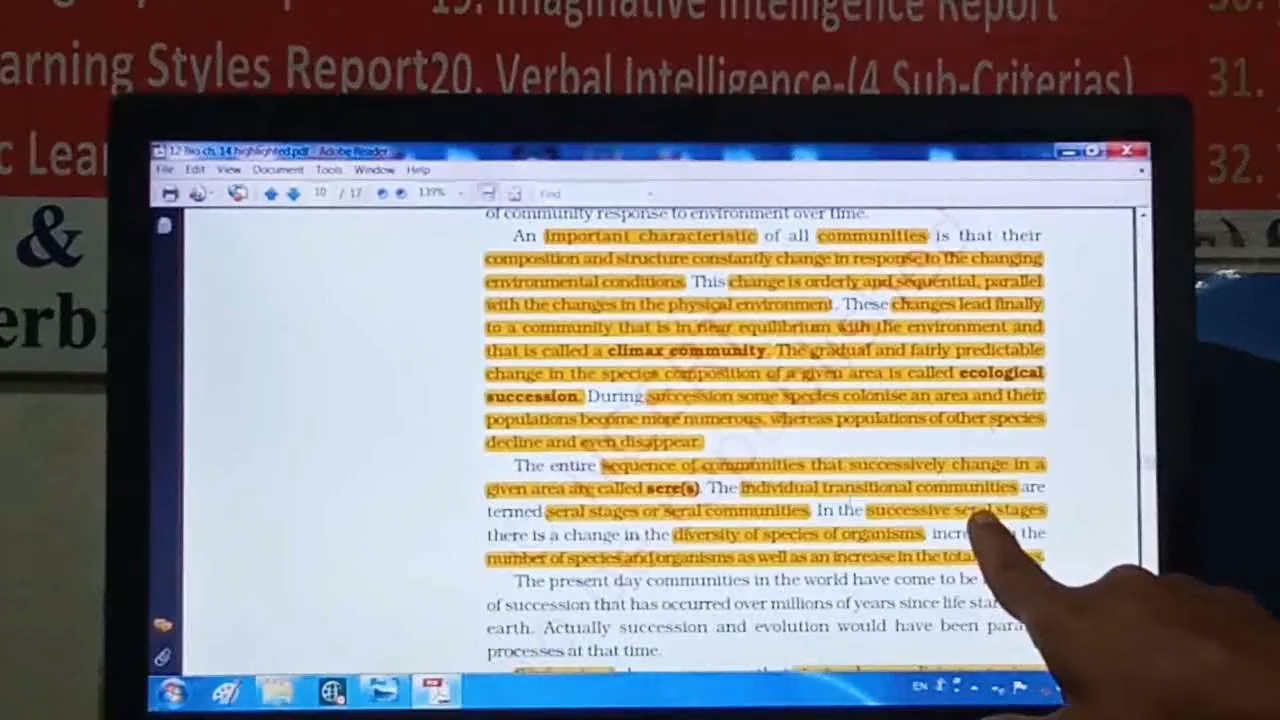 19. Imaginative Intelligence Report
30.
arning Styles Report20. Verbal Intelligence-(4 Sub-Criterias)
31.
c Lear
32.
&
erbi
12 Bio ch. 14 highlighted.pdf - Adobe Reader
File Edit View Document Tools Window Help
10 / 17 139% Find
of community response to environment over time.
An important characteristic of all communities is that their
composition and structure constantly change in response to the changing
environmental conditions. This change is orderly and sequential, parallel
with the changes in the physical environment. These changes lead finally
to a community that is in near equilibrium with the environment and
that is called a climax community. The gradual and fairly predictable
change in the species composition of a given area is called ecological
succession. During succession some species colonise an area and their
populations become more numerous, whereas populations of other species
decline and even disappear.
The entire sequence of communities that successively change in a
given area are called sere(s). The individual transitional communities are
termed seral stages or seral communities. In the successive seral stages
there is a change in the diversity of species of organisms, incre the
number of species and organisms as well as an increase in the total
The present day communities in the world have come to be
of succession that has occurred over millions of years since life star
earth. Actually succession and evolution would have been para
processes at that time.
EN